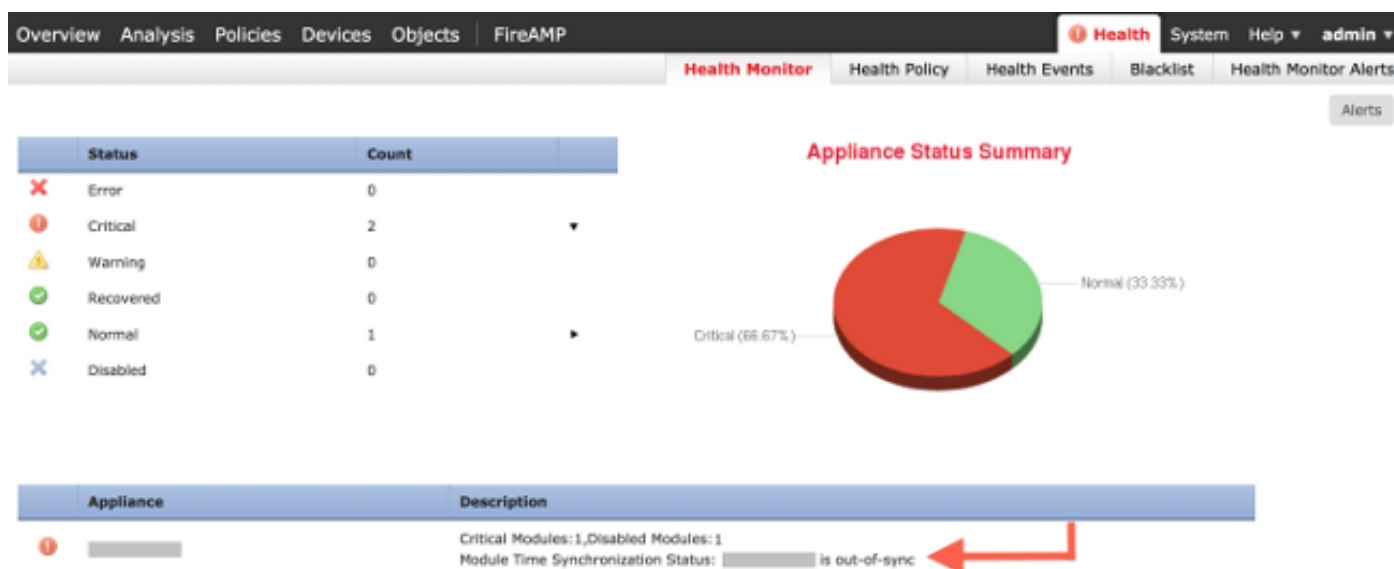 Overview Analysis Policies Devices Objects FireAMP Health System Help admin
Health Monitor Health Policy Health Events Blacklist Health Monitor Alerts
Alerts
Status Count
Error 0
Critical 2
Warning 0
Recovered 0
Normal 1
Disabled 0
Appliance Status Summary
Normal (33.33%)
Critical (66.67%)
Appliance Description
Critical Modules:1,Disabled Modules:1
Module Time Synchronization Status: is out-of-sync